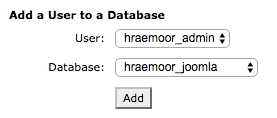 Add a User to a Database
User: hraemoor_admin
Database: hraemoor_joomla
Add